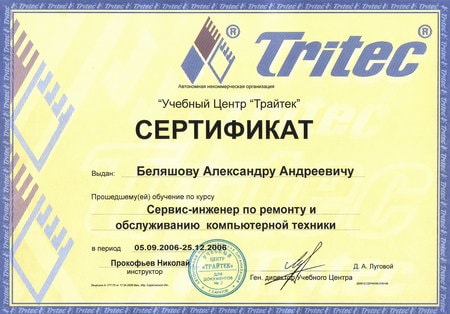 ® Tritec ®
Автономная некоммерческая организация
“Учебный Центр “Трайтек”
СЕРТИФИКАТ
Выдан: Беляшову Александру Андреевичу
Прошедшему(ей) обучение по курсу
Сервис-инженер по ремонту и
обслуживанию компьютерной техники
в период 05.09.2006-25.12.2006
Прокофьев Николай
инструктор
Д. А. Луговой
Ген. директор Учебного Центра
УЧЕБНЫЙ
ЦЕНТР
«ТРАЙТЕК»
ДЛЯ
ДОКУМЕНТОВ